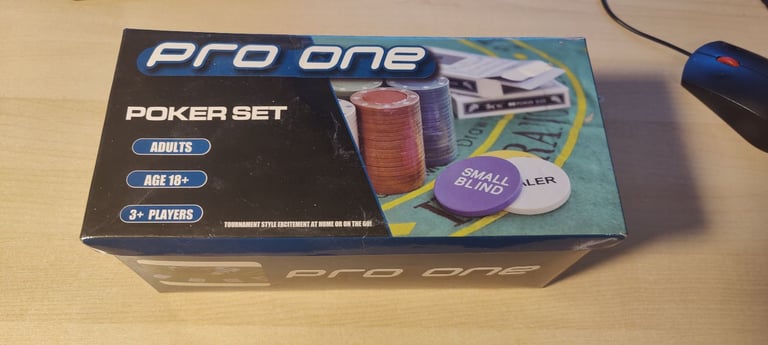 Pro one
POKER SET
ADULTS
AGE 18+
3+ PLAYERS
TOURNAMENT STYLE EXCITEMENT AT HOME OR ON THE GO!
SMALL
BLIND
ALER
Pro one